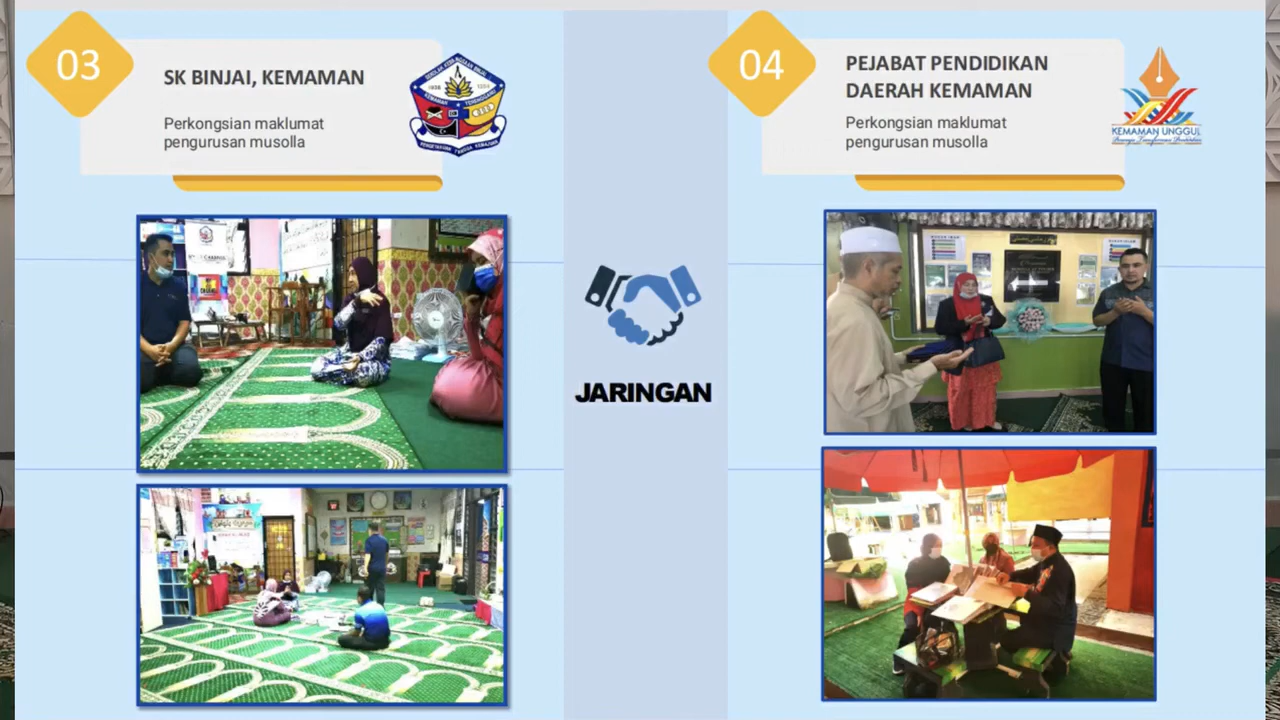 03
SK BINJAI, KEMAMAN
Perkongsian maklumat
pengurusan musolla
JARINGAN
04
PEJABAT PENDIDIKAN
DAERAH KEMAMAN
Perkongsian maklumat
pengurusan musolla
KEMAMAN UNGGUL